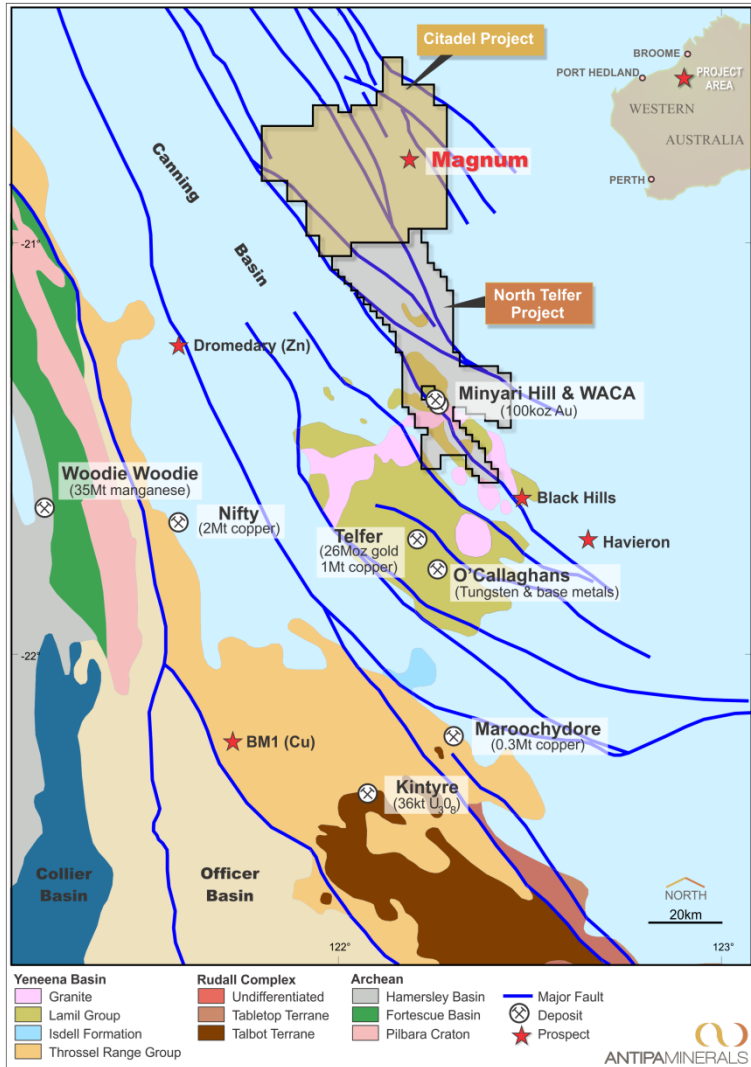 Citadel Project
BROOME
PORT HEDLAND
PROJECT
AREA
WESTERN
AUSTRALIA
PERTH
Magnum
Canning
Basin
-21°
North Telfer
Project
Dromedary (Zn)
Minyari Hill & WACA
(100koz Au)
Woodie Woodie
(35Mt manganese)
Nifty
(2Mt copper)
Black Hills
Telfer
(26Moz gold
1Mt copper)
Havieron
O'Callaghans
(Tungsten & base metals)
-22°
BM1 (Cu)
Maroochydore
(0.3Mt copper)
Kintyre
(36kt U3O8)
Collier
Basin
Officer
Basin
NORTH
20km
122°
123°
Yeneena Basin
Granite
Lamil Group
Isdell Formation
Throssel Range Group
Rudall Complex
Undifferentiated
Tabletop Terrane
Talbot Terrane
Archean
Hamersley Basin
Fortescue Basin
Pilbara Craton
Major Fault
Deposit
Prospect
ANTIPAMINERALS